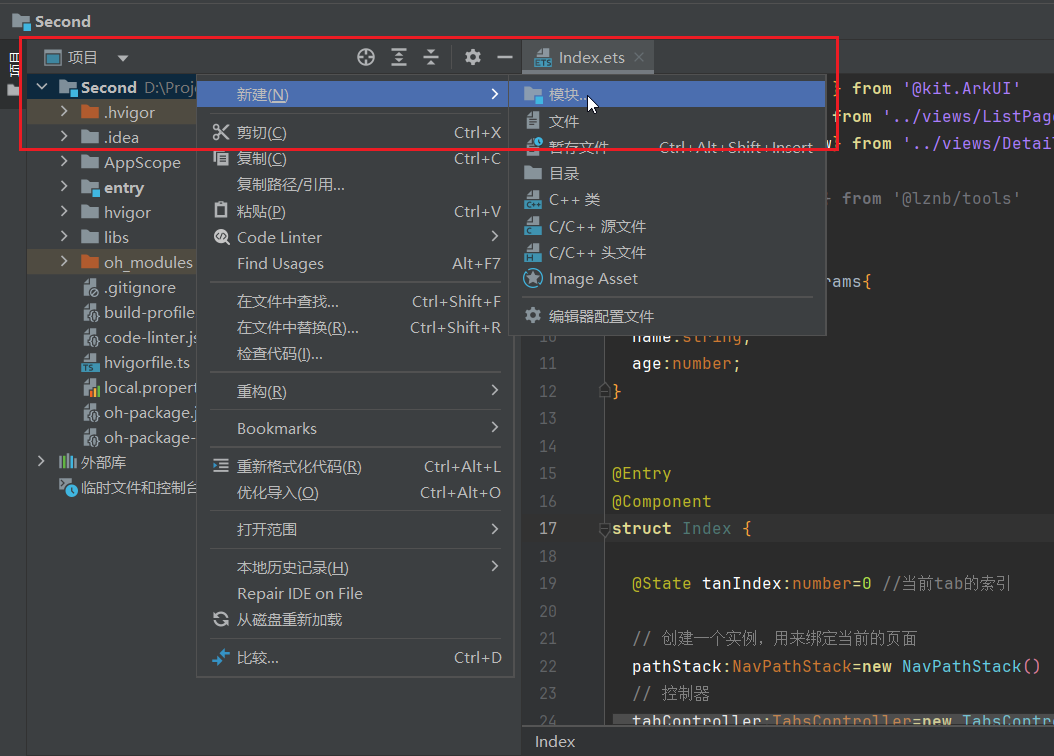 Second
项目
项目
Index.ets
Second D:\Proj
.hvigor
.idea
AppScope
entry
hvigor
libs
oh_modules
.gitignore
build-profile
code-linter.js
hvigorfile.ts
local.propert
oh-package.j
oh-package-
外部库
临时文件和控制台
新建(N)
剪切(C) Ctrl+X
复制(C) Ctrl+C
复制路径/引用...
粘贴(P) Ctrl+V
Code Linter
Find Usages Alt+F7
在文件中查找... Ctrl+Shift+F
在文件中替换(R)... Ctrl+Shift+R
检查代码(I)...
重构(R)
Bookmarks
重新格式化代码(R) Ctrl+Alt+L
优化导入(O) Ctrl+Alt+O
打开范围
本地历史记录(H)
Repair IDE on File
从磁盘重新加载
比较... Ctrl+D
模块...
文件
暂存文件 Ctrl+Alt+Shift+Insert
目录
C++ 类
C/C++ 源文件
C/C++ 头文件
Image Asset
编辑器配置文件
} from '@kit.ArkUI'
from '../views/ListPag
} from '../views/Detai
} from '@lznb/tools'
rams{
10 name:string;
11 age:number;
12 }
13
14
15 @Entry
16 @Component
17 struct Index {
18
19 @State tanIndex:number=0 //当前tab的索引
20
21 // 创建一个实例，用来绑定当前的页面
22 pathStack:NavPathStack=new NavPathStack()
23 // 控制器
24 tabController:TabsController=new TabsContr
Index